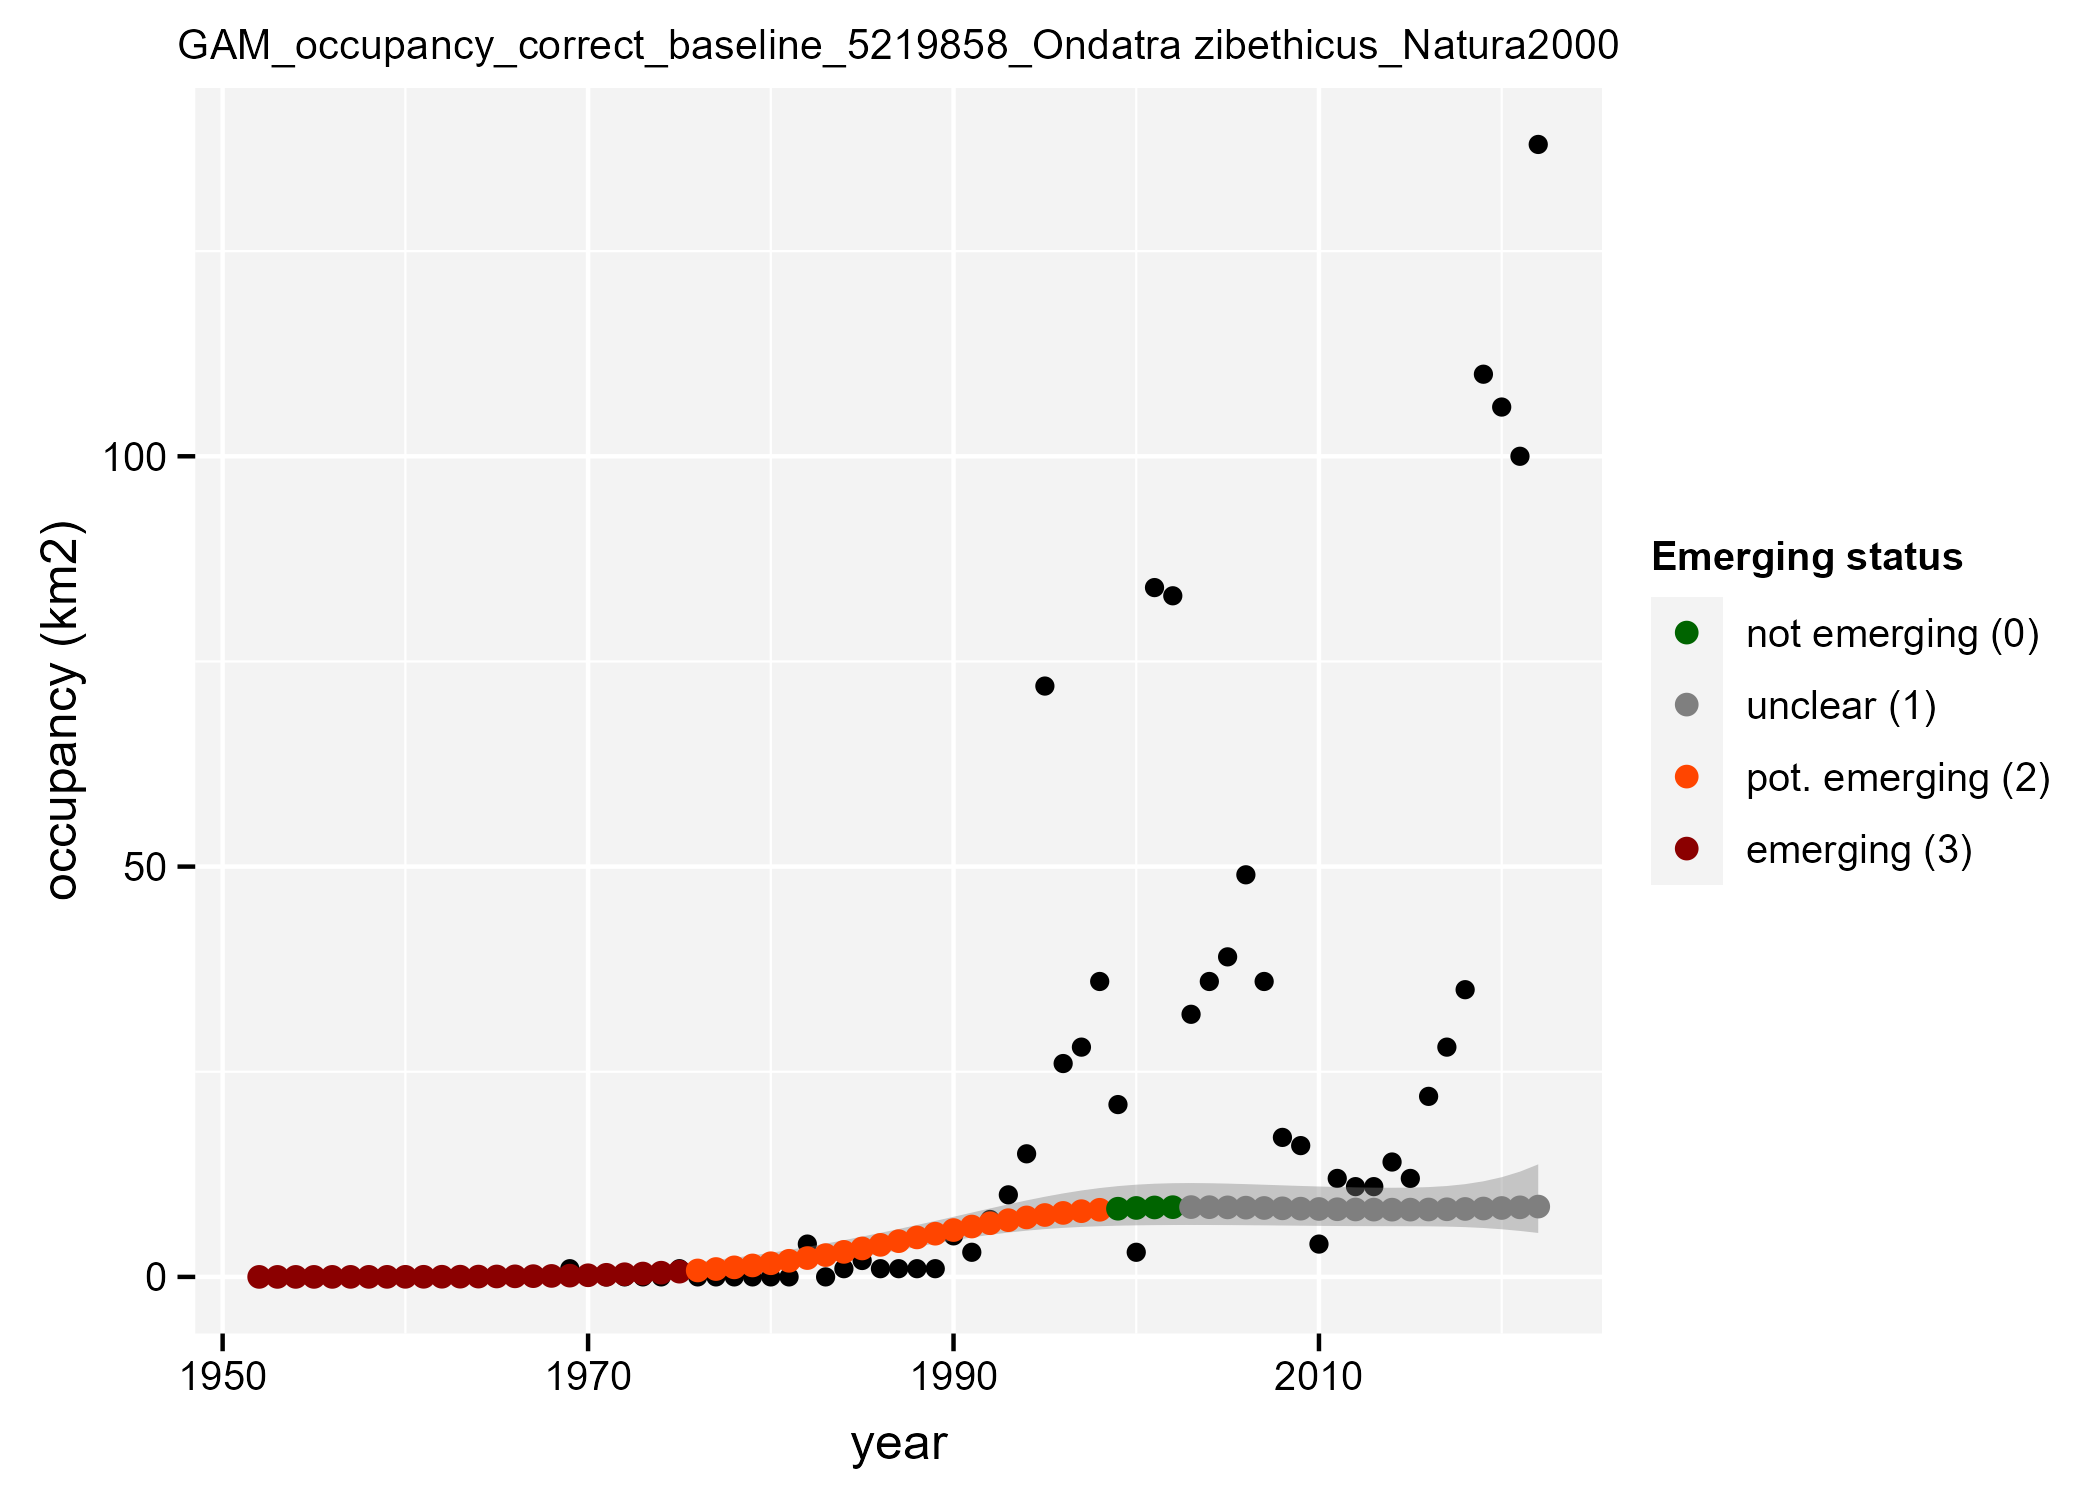 GAM_occupancy_correct_baseline_5219858_Ondatra zibethicus_Natura2000
occupancy (km2)
100
50
0
1950
1970
1990
2010
year
Emerging status
not emerging (0)
unclear (1)
pot. emerging (2)
emerging (3)